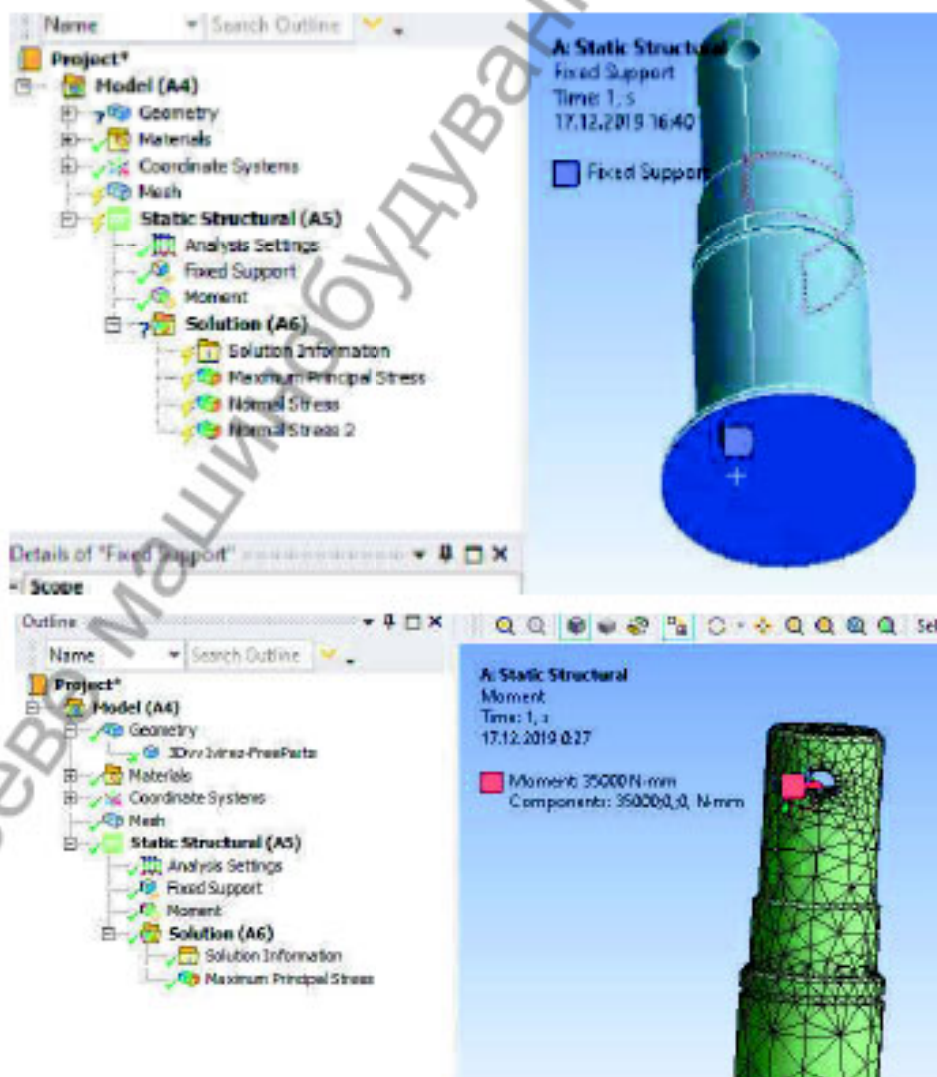 Name Search Outline
Project*
Model (A4)
Geometry
Materials
Coordinate Systems
Mesh
Static Structural (A5)
Analysis Settings
Fixed Support
Moment
Solution (A6)
Solution Information
Maximum Principal Stress
Normal Stress
Normal Stress 2
A: Static Structural
Fixed Support
Time: 1, s
17.12.2019 16:40
Fixed Support
Details of "Fixed Support"
Scope
Outline
Name Search Outline
Project*
Model (A4)
Geometry
Materials
Coordinate Systems
Mesh
Static Structural (A5)
Analysis Settings
Fixed Support
Moment
Solution (A6)
Solution Information
Maximum Principal Stress
Sel
A: Static Structural
Moment
Time: 1, s
17.12.2019 0:27
Moment: 35000 N·mm
Components: 35000;0,;0, N·mm
машинобудуван